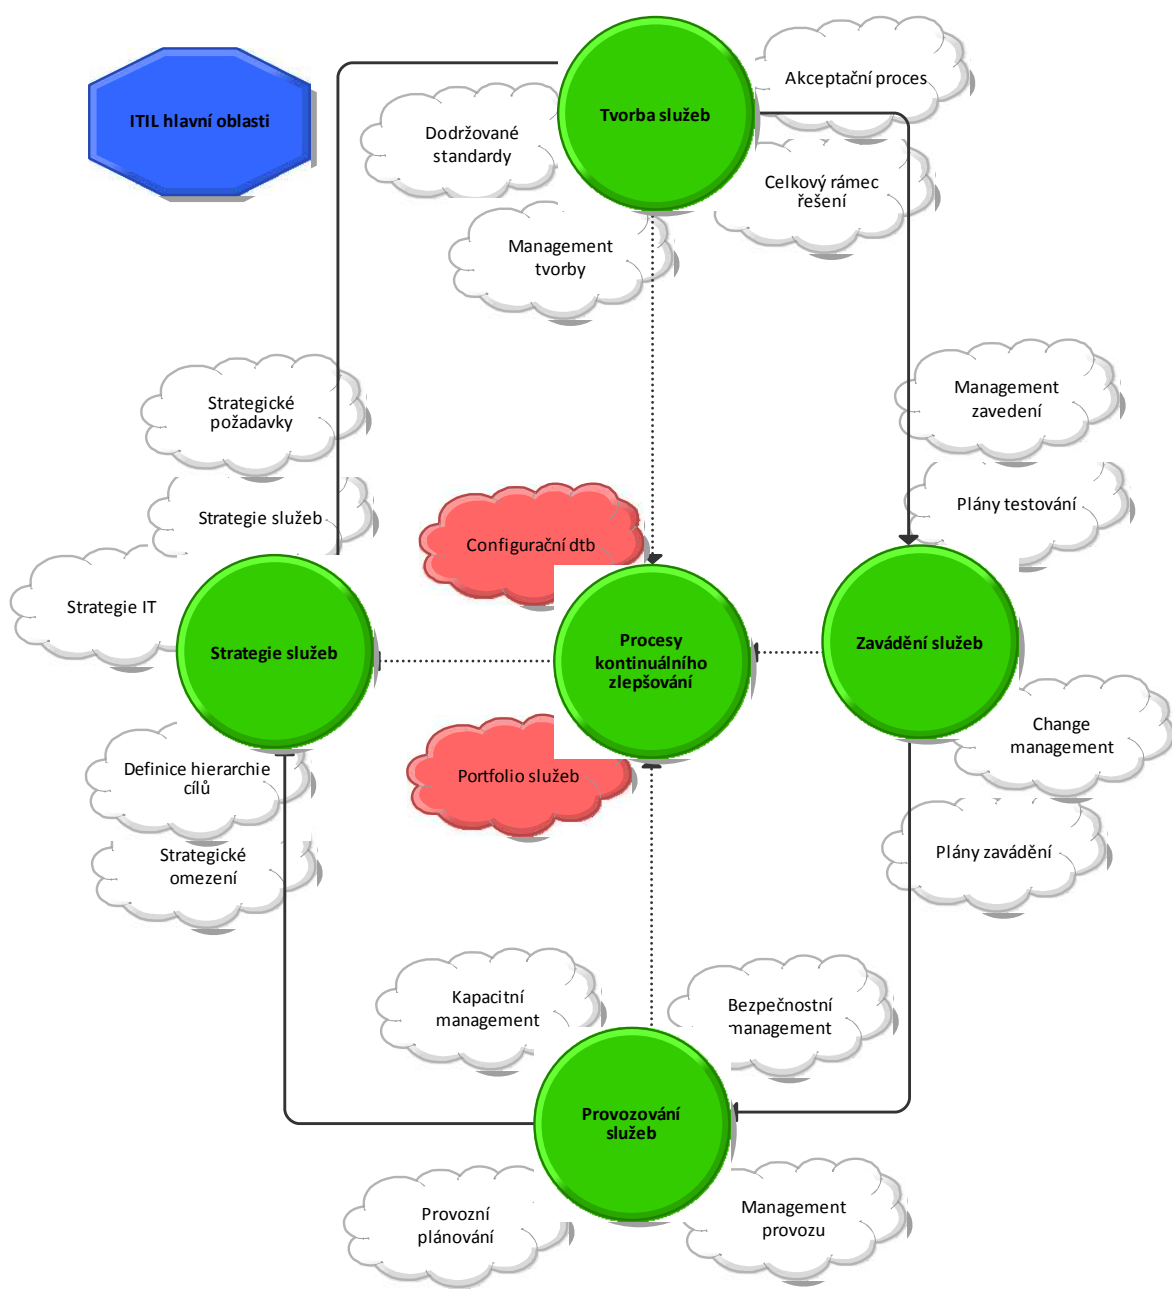 ITIL hlavní oblasti
Tvorba služeb
Akceptační proces
Dodržované
standardy
Celkový rámec
řešení
Management
tvorby
Strategické
požadavky
Management
zavedení
Strategie služeb
Plány testování
Configurační dtb
Strategie IT
Strategie služeb
Procesy
kontinuálního
zlepšování
Zavádění služeb
Change
management
Definice hierarchie
cílů
Portfolio služeb
Strategické
omezení
Plány zavádění
Kapacitní
management
Bezpečnostní
management
Provozování
služeb
Provozní
plánování
Management
provozu